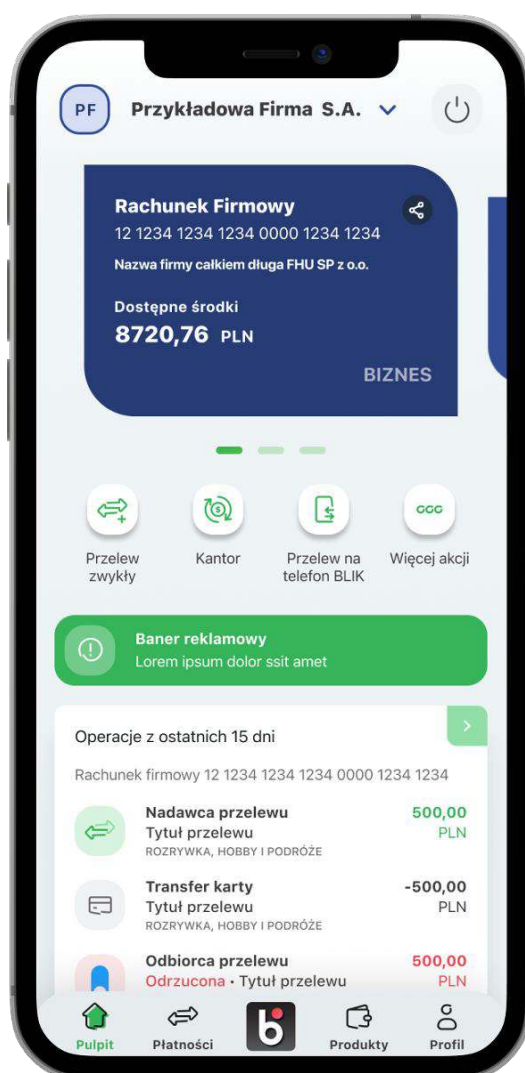 PF Przykładowa Firma S.A.
Rachunek Firmowy
12 1234 1234 1234 0000 1234 1234
Nazwa firmy całkiem długa FHU SP z o.o.
Dostępne środki
8720,76 PLN
BIZNES
Przelew zwykły
Kantor
Przelew na telefon BLIK
Więcej akcji
Baner reklamowy
Lorem ipsum dolor ssit amet
Operacje z ostatnich 15 dni
Rachunek firmowy 12 1234 1234 1234 0000 1234 1234
Nadawca przelewu 500,00
Tytuł przelewu PLN
ROZRYWKA, HOBBY I PODRÓŻE
Transfer karty -500,00
Tytuł przelewu PLN
ROZRYWKA, HOBBY I PODRÓŻE
Odbiorca przelewu 500,00
Odrzucona • Tytuł przelewu PLN
Pulpit Płatności Produkty Profil